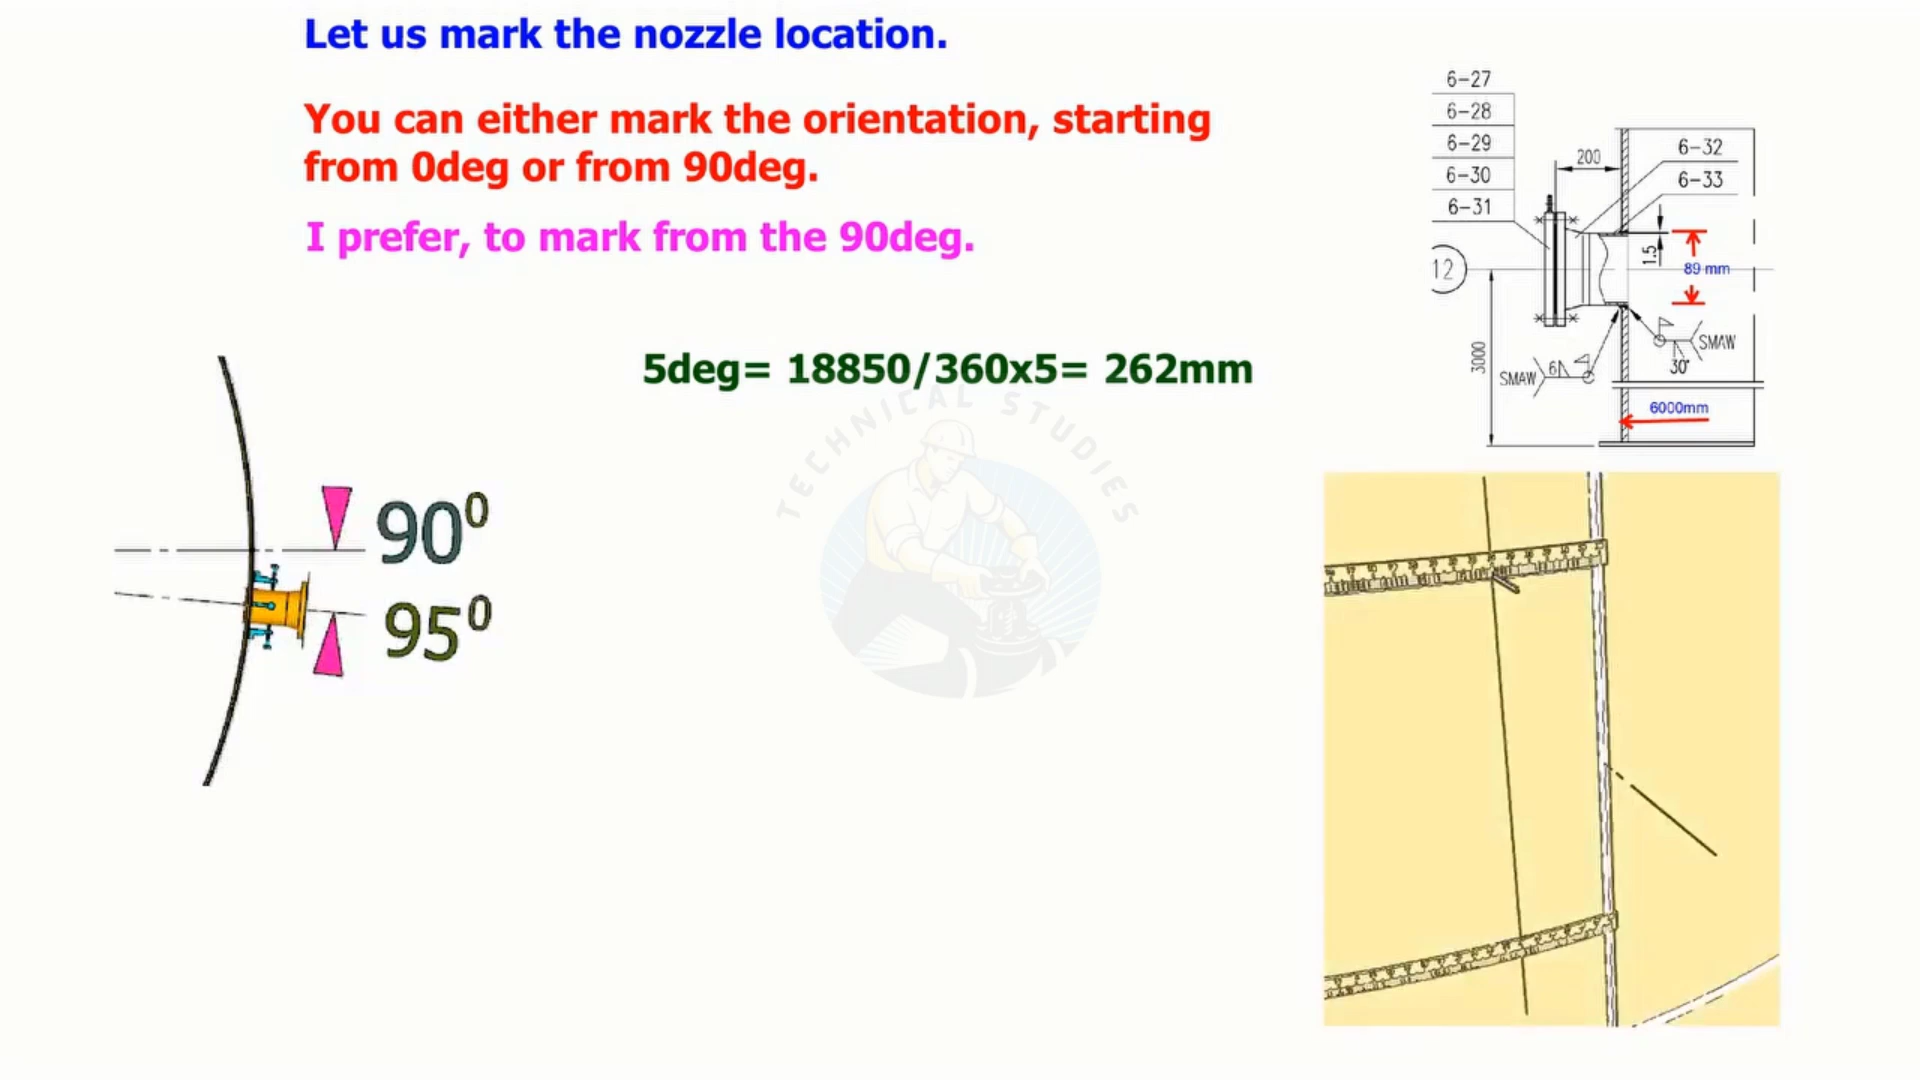 Let us mark the nozzle location.
You can either mark the orientation, starting
from 0deg or from 90deg.
I prefer, to mark from the 90deg.
5deg= 18850/360x5= 262mm
TECHNICAL STUDIES
90⁰
95⁰
6-27
6-28
6-29
6-30
6-31
200
6-32
6-33
1.5
12
89 mm
3000
SMAW
6
SMAW
30°
6000mm